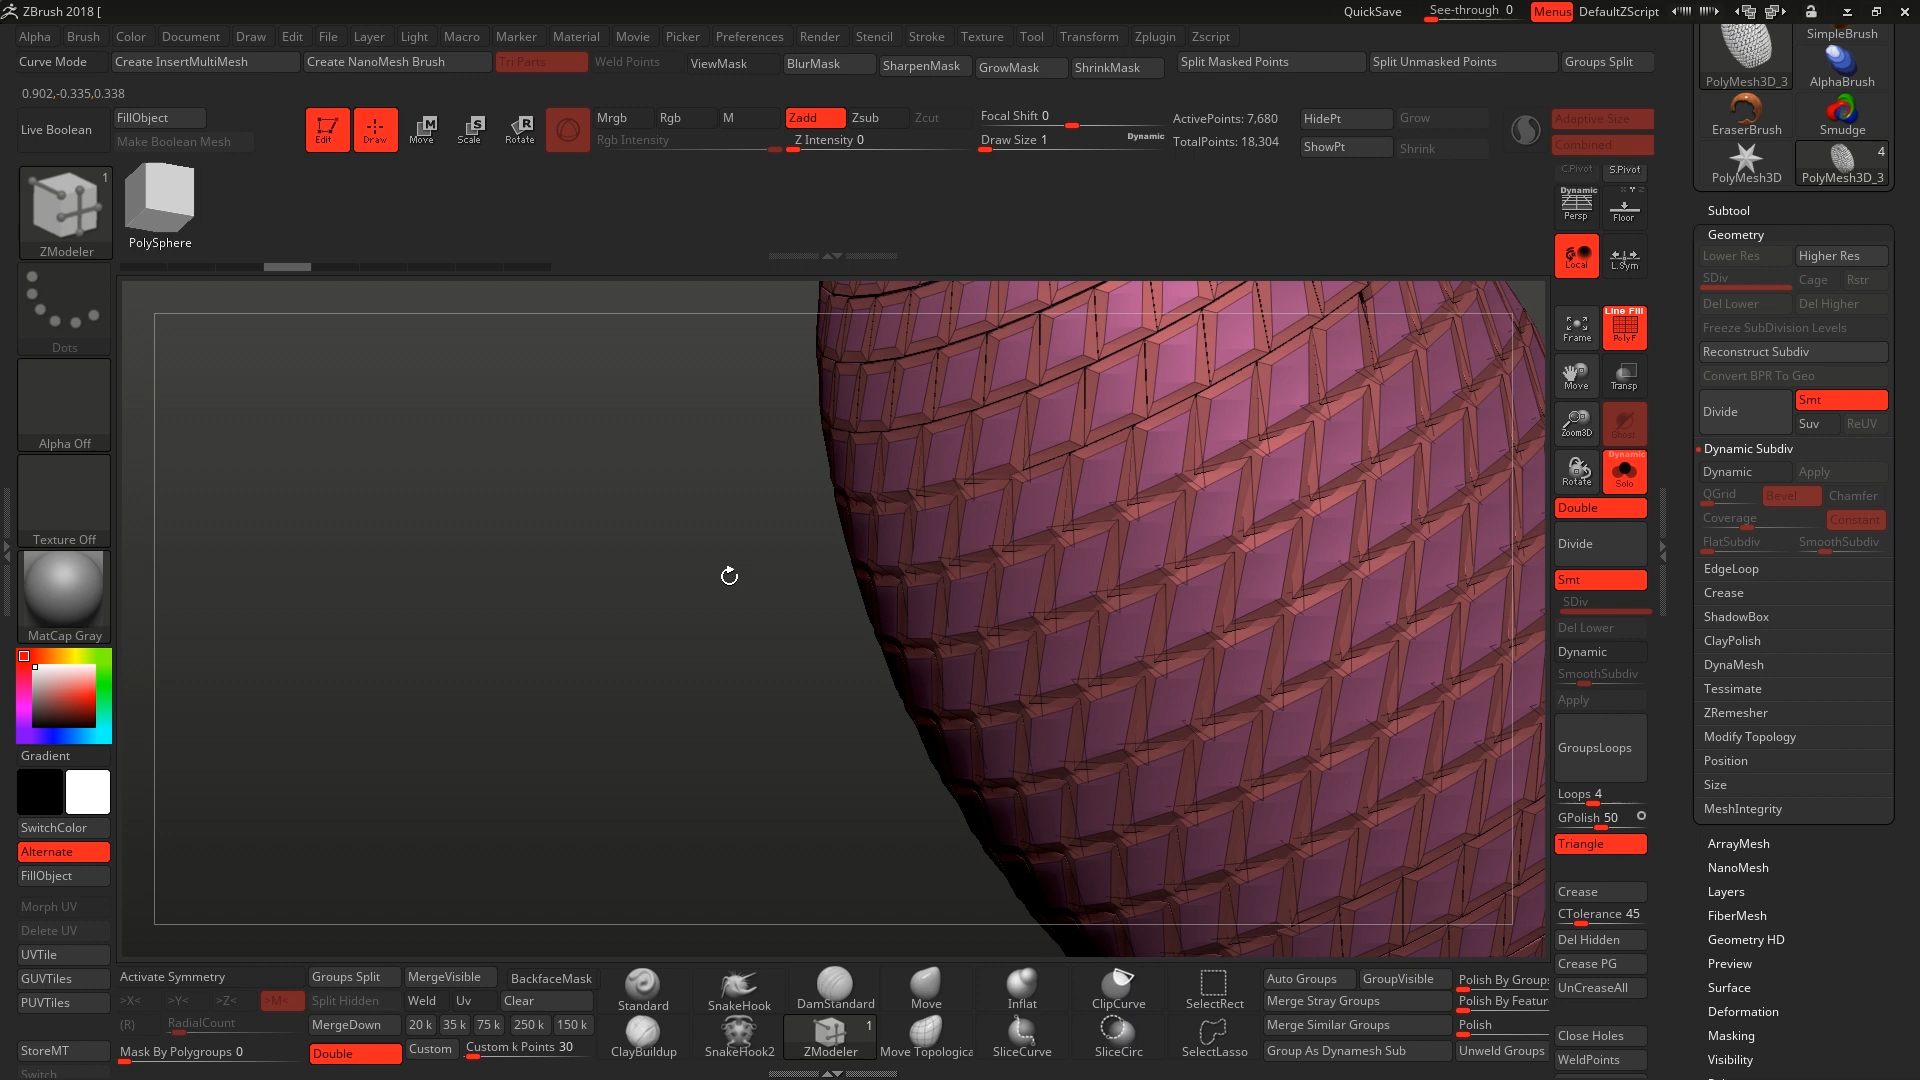 ZBrush 2018 [
QuickSave
See-through 0
Menus
DefaultZScript
Alpha Brush Color Document Draw Edit File Layer Light Macro Marker Material Movie Picker Preferences Render Stencil Stroke Texture Tool Transform Zplugin Zscript
Curve Mode
Create InsertMultiMesh
Create NanoMesh Brush
Tri Parts
Weld Points
ViewMask
BlurMask
SharpenMask
GrowMask
ShrinkMask
Split Masked Points
Split Unmasked Points
Groups Split
0.902,-0.335,0.338
Live Boolean
FillObject
Make Boolean Mesh
Edit
Draw
Move
Scale
Rotate
Mrgb Rgb M
Rgb Intensity
Zadd Zsub Zcut
Z Intensity 0
Focal Shift 0
Draw Size 1
Dynamic
ActivePoints: 7,680
TotalPoints: 18,304
HidePt
Grow
ShowPt
Shrink
Adaptive Size
Combined
1
ZModeler
PolySphere
Dots
Alpha Off
Texture Off
MatCap Gray
Gradient
SwitchColor
Alternate
FillObject
Morph UV
Delete UV
UVTile
GUVTiles
PUVTiles
StoreMT
Switch
C.Pivot
S.Pivot
Dynamic
Persp
X Y Z
Floor
Local
L.Sym
Frame
Line Fill
PolyF
Move
Transp
Zoom3D
Ghost
Rotate
Dynamic
Solo
Double
Divide
Smt
SDiv
Del Lower
Dynamic
SmoothSubdiv
Apply
GroupsLoops
Loops 4
GPolish 50
Triangle
Crease
CTolerance 45
Del Hidden
Crease PG
UnCreaseAll
Close Holes
WeldPoints
SimpleBrush
PolyMesh3D_3
AlphaBrush
EraserBrush
Smudge
PolyMesh3D
4
PolyMesh3D_3
Subtool
Geometry
Lower Res
Higher Res
SDiv
Cage
Rstr
Del Lower
Del Higher
Freeze SubDivision Levels
Reconstruct Subdiv
Convert BPR To Geo
Divide
Smt
Suv
ReUV
Dynamic Subdiv
Dynamic
Apply
QGrid
Bevel
Chamfer
Coverage
Constant
FlatSubdiv
SmoothSubdiv
EdgeLoop
Crease
ShadowBox
ClayPolish
DynaMesh
Tessimate
ZRemesher
Modify Topology
Position
Size
MeshIntegrity
ArrayMesh
NanoMesh
Layers
FiberMesh
Geometry HD
Preview
Surface
Deformation
Masking
Visibility
Activate Symmetry
>X< >Y< >Z< >M<
(R)
RadialCount
Mask By Polygroups 0
Groups Split
Split Hidden
MergeDown
Double
MergeVisible
Weld
Uv
BackfaceMask
Clear
20 k 35 k 75 k 250 k 150 k
Custom
Custom k Points 30
Standard
SnakeHook
DamStandard
Move
Inflat
ClipCurve
SelectRect
ClayBuildup
SnakeHook2
1
ZModeler
Move Topologica
SliceCurve
SliceCirc
SelectLasso
Auto Groups
GroupVisible
Polish By Groups
Merge Stray Groups
Polish By Featur
Merge Similar Groups
Polish
Group As Dynamesh Sub
Unweld Groups